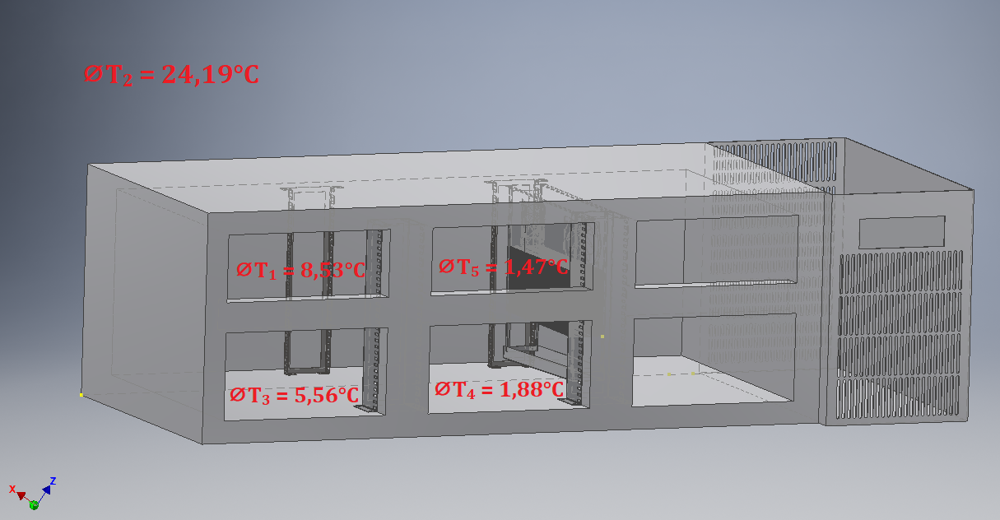 ØT₂ = 24,19°C
ØT₁ = 8,53°C
ØT₅ = 1,47°C
ØT₃ = 5,56°C
ØT₄ = 1,88°C
X
Z